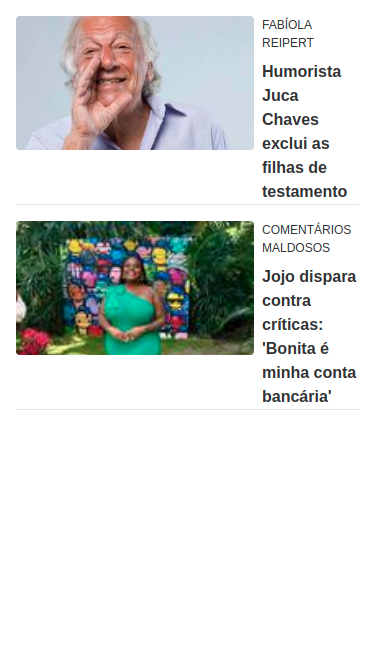 FABÍOLA
REIPERT
Humorista
Juca
Chaves
exclui as
filhas de
testamento
COMENTÁRIOS
MALDOSOS
Jojo dispara
contra
críticas:
'Bonita é
minha conta
bancária'